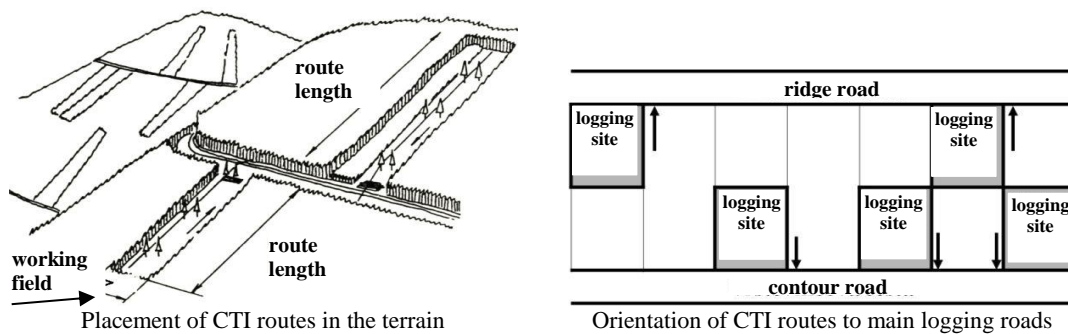 route
length
route
length
working
field
Placement of CTI routes in the terrain
ridge road
logging
site
logging
site
logging
site
logging
site
logging
site
contour road
Orientation of CTI routes to main logging roads